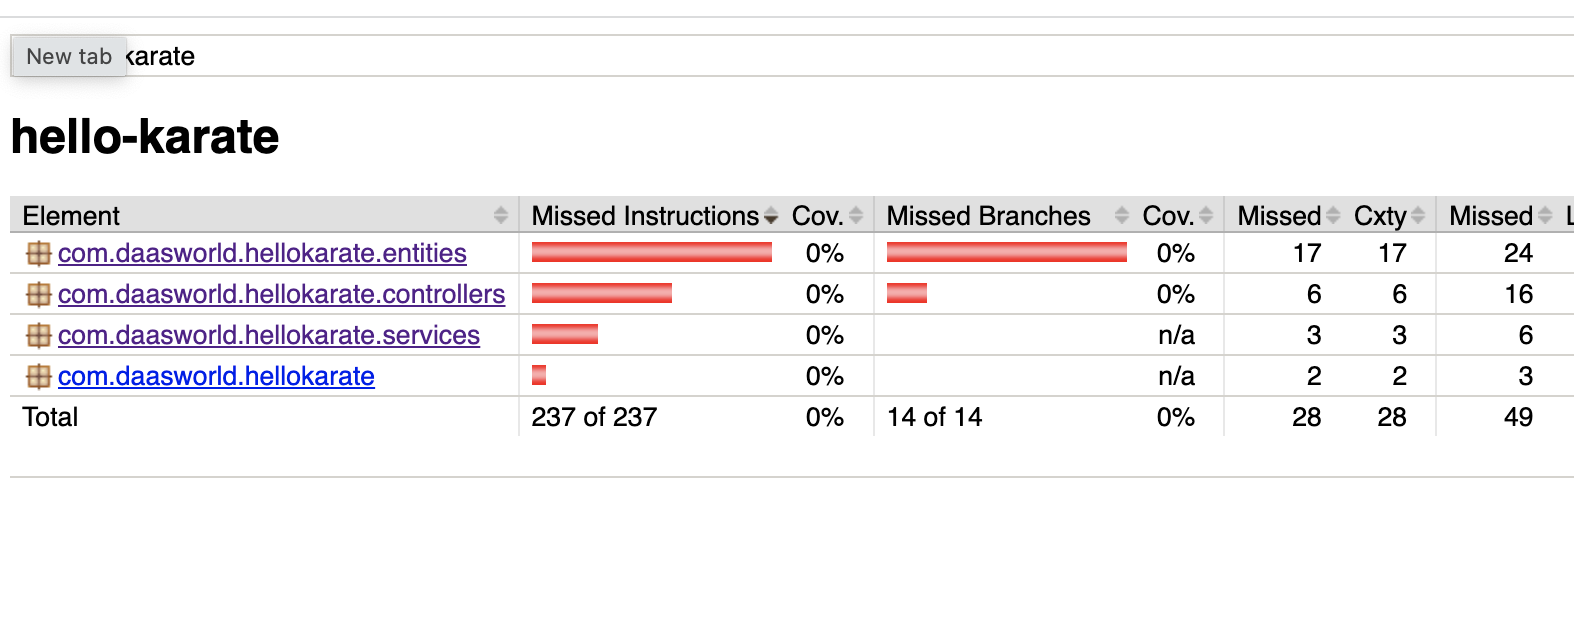 New tab karate
hello-karate
Element Missed Instructions Cov. Missed Branches Cov. Missed Cxty Missed L
com.daasworld.hellokarate.entities 0% 0% 17 17 24
com.daasworld.hellokarate.controllers 0% 0% 6 6 16
com.daasworld.hellokarate.services 0% n/a 3 3 6
com.daasworld.hellokarate 0% n/a 2 2 3
Total 237 of 237 0% 14 of 14 0% 28 28 49